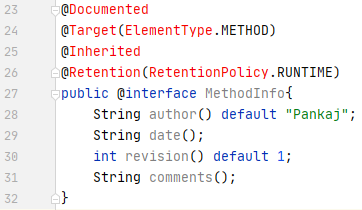 23 @Documented
24 @Target(ElementType.METHOD)
25 @Inherited
26 @Retention(RetentionPolicy.RUNTIME)
27 public @interface MethodInfo{
28     String author() default "Pankaj";
29     String date();
30     int revision() default 1;
31     String comments();
32 }